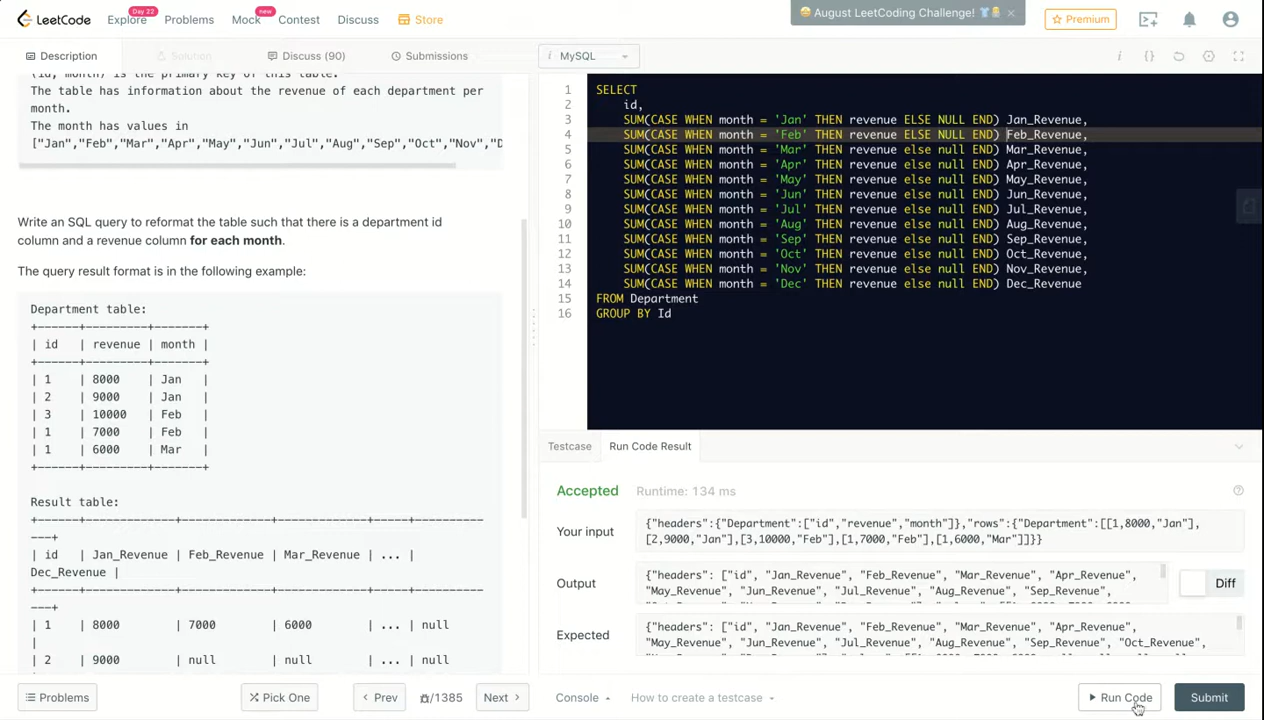 LeetCode
Day 22
Explore
Problems
new
Mock
Contest
Discuss
Store
August LeetCoding Challenge!
Premium
Description
Solution
Discuss (90)
Submissions
i MySQL
(id, month) is the primary key of this table.
The table has information about the revenue of each department per
month.
The month has values in
["Jan","Feb","Mar","Apr","May","Jun","Jul","Aug","Sep","Oct","Nov","D
Write an SQL query to reformat the table such that there is a department id
column and a revenue column for each month.
The query result format is in the following example:
Department table:
+------+---------+-------+
| id | revenue | month |
+------+---------+-------+
| 1 | 8000 | Jan |
| 2 | 9000 | Jan |
| 3 | 10000 | Feb |
| 1 | 7000 | Feb |
| 1 | 6000 | Mar |
+------+---------+-------+
Result table:
+------+-------------+-------------+-------------+-----+----------
---+
| id | Jan_Revenue | Feb_Revenue | Mar_Revenue | ... |
Dec_Revenue |
+------+-------------+-------------+-------------+-----+----------
---+
| 1 | 8000 | 7000 | 6000 | ... | null
|
| 2 | 9000 | null | null | ... | null
1 SELECT
2 id,
3 SUM(CASE WHEN month = 'Jan' THEN revenue ELSE NULL END) Jan_Revenue,
4 SUM(CASE WHEN month = 'Feb' THEN revenue ELSE NULL END) Feb_Revenue,
5 SUM(CASE WHEN month = 'Mar' THEN revenue else null END) Mar_Revenue,
6 SUM(CASE WHEN month = 'Apr' THEN revenue else null END) Apr_Revenue,
7 SUM(CASE WHEN month = 'May' THEN revenue else null END) May_Revenue,
8 SUM(CASE WHEN month = 'Jun' THEN revenue else null END) Jun_Revenue,
9 SUM(CASE WHEN month = 'Jul' THEN revenue else null END) Jul_Revenue,
10 SUM(CASE WHEN month = 'Aug' THEN revenue else null END) Aug_Revenue,
11 SUM(CASE WHEN month = 'Sep' THEN revenue else null END) Sep_Revenue,
12 SUM(CASE WHEN month = 'Oct' THEN revenue else null END) Oct_Revenue,
13 SUM(CASE WHEN month = 'Nov' THEN revenue else null END) Nov_Revenue,
14 SUM(CASE WHEN month = 'Dec' THEN revenue else null END) Dec_Revenue
15 FROM Department
16 GROUP BY Id
Testcase
Run Code Result
Accepted
Runtime: 134 ms
Your input
{"headers":{"Department":["id","revenue","month"]},"rows":{"Department":[[1,8000,"Jan"],
[2,9000,"Jan"],[3,10000,"Feb"],[1,7000,"Feb"],[1,6000,"Mar"]]}}
Output
{"headers": ["id", "Jan_Revenue", "Feb_Revenue", "Mar_Revenue", "Apr_Revenue",
"May_Revenue", "Jun_Revenue", "Jul_Revenue", "Aug_Revenue", "Sep_Revenue",
Diff
Expected
{"headers": ["id", "Jan_Revenue", "Feb_Revenue", "Mar_Revenue", "Apr_Revenue",
"May_Revenue", "Jun_Revenue", "Jul_Revenue", "Aug_Revenue", "Sep_Revenue", "Oct_Revenue",
Problems
Pick One
Prev
/1385
Next
Console
How to create a testcase
Run Code
Submit